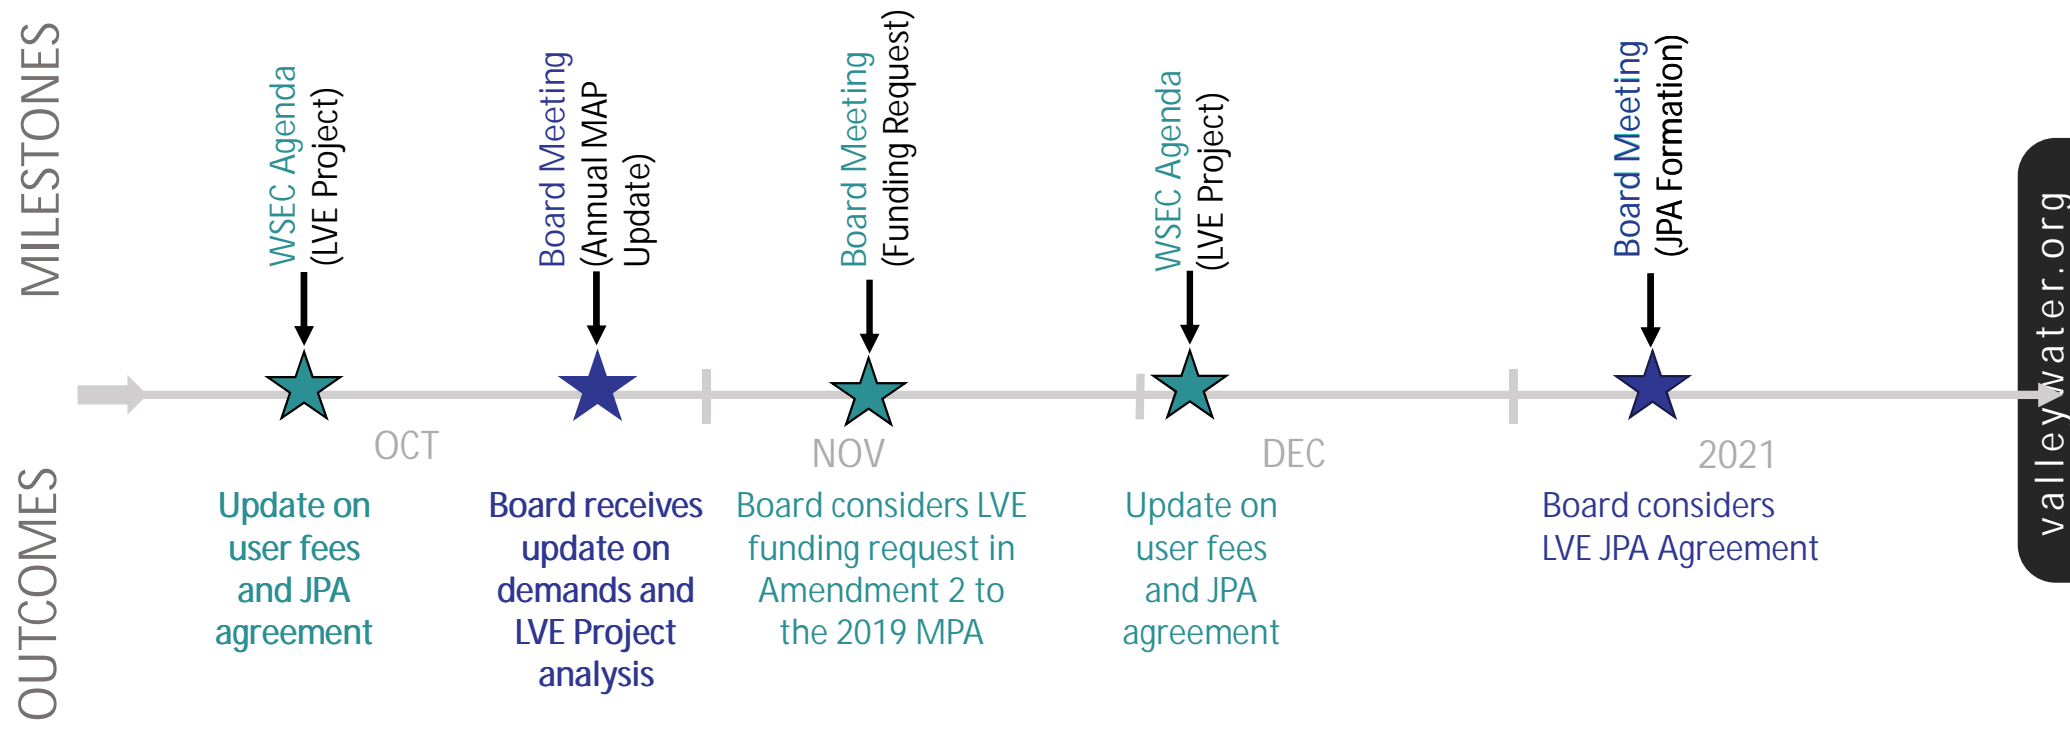 MILESTONES
WSEC Agenda
(LVE Project)
Board Meeting
(Annual MAP
Update)
Board Meeting
(Funding Request)
WSEC Agenda
(LVE Project)
Board Meeting
(JPA Formation)
OCT
NOV
DEC
2021
OUTCOMES
Update on
user fees
and JPA
agreement
Board receives
update on
demands and
LVE Project
analysis
Board considers LVE
funding request in
Amendment 2 to
the 2019 MPA
Update on
user fees
and JPA
agreement
Board considers
LVE JPA Agreement
valleywater.org